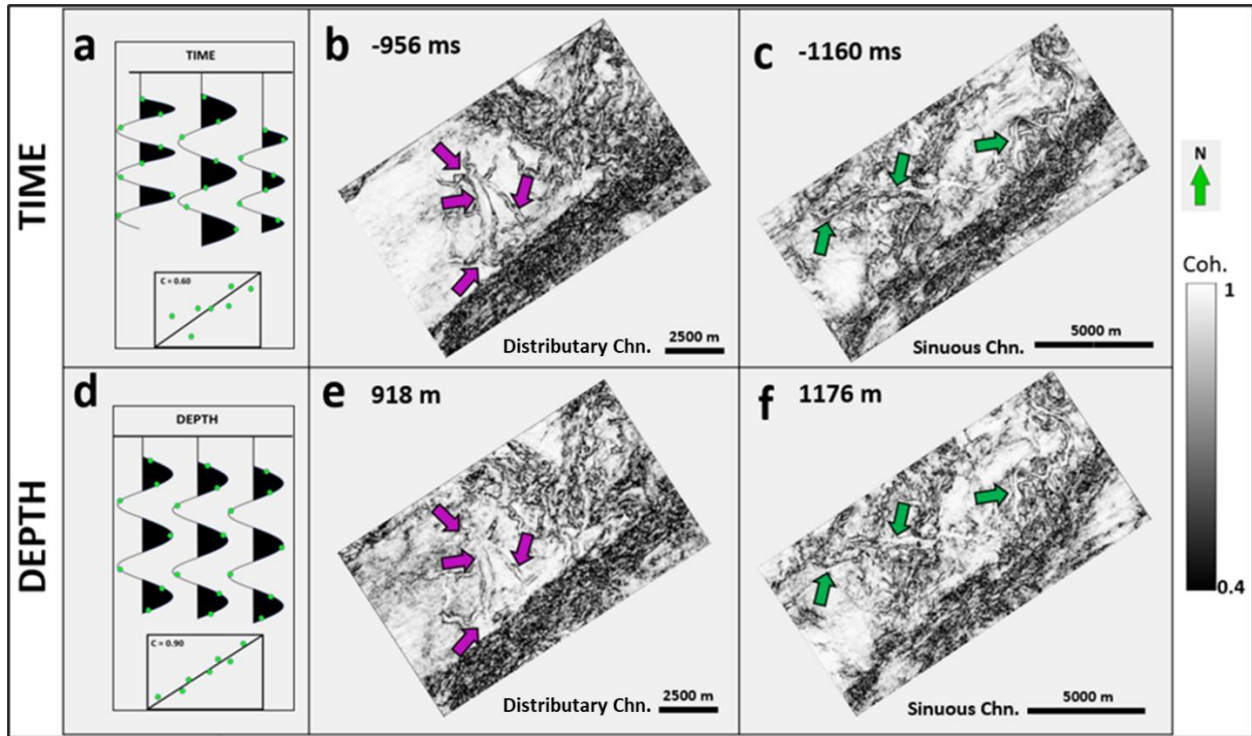 TIME
a
TIME
C = 0.60
b
-956 ms
Distributary Chn.
2500 m
c
-1160 ms
Sinuous Chn.
5000 m
N
Coh.
1
0.4
DEPTH
d
DEPTH
C = 0.90
e
918 m
Distributary Chn.
2500 m
f
1176 m
Sinuous Chn.
5000 m